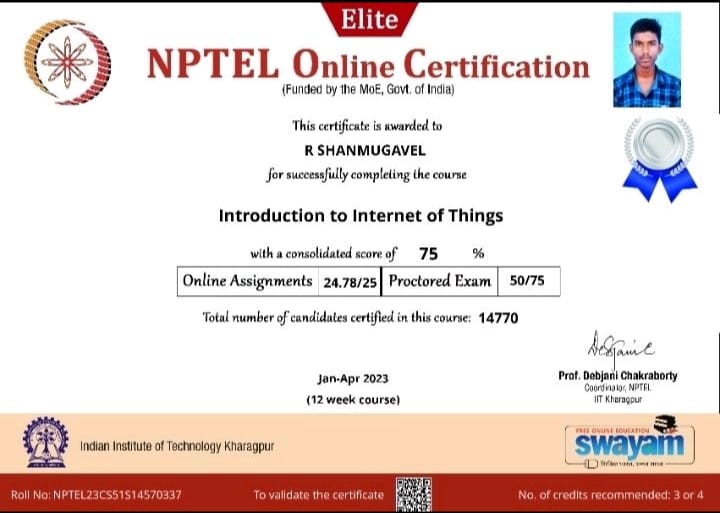 Elite
NPTEL Online Certification
(Funded by the MoE, Govt. of India)
This certificate is awarded to
R SHANMUGAVEL
for successfully completing the course
Introduction to Internet of Things
with a consolidated score of 75 %
Online Assignments 24.78/25 Proctored Exam 50/75
Total number of candidates certified in this course: 14770
Jan-Apr 2023
(12 week course)
Prof. Debjani Chakraborty
Coordinator, NPTEL
IIT Kharagpur
Indian Institute of Technology Kharagpur
FREE ONLINE EDUCATION
swayam
Roll No: NPTEL23CS51S14570337
To validate the certificate
No. of credits recommended: 3 or 4